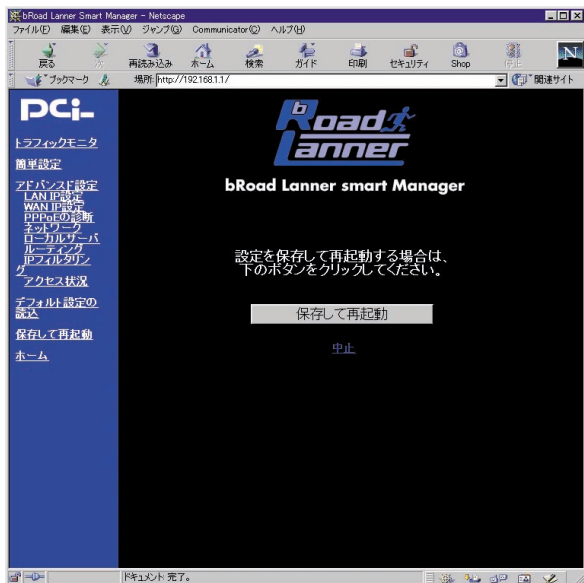 bRoad Lanner Smart Manager - Netscape
ファイル(F) 編集(E) 表示(V) ジャンプ(G) Communicator(C) ヘルプ(H)
戻る 次へ 再読み込み ホーム 検索 ガイド 印刷 セキュリティ Shop 停止
ブックマーク 場所: http://192.168.1.1/ 関連サイト
PCi
トラフィックモニタ
簡単設定
アドバンスド設定
LAN IP設定
WAN IP設定
PPPoEの診断
ネットワーク
ローカルサーバ
ルーティング
IPフィルタリン
グ
アクセス状況
デフォルト設定の
読込
保存して再起動
ホーム
b Road
Lanner
bRoad Lanner smart Manager
設定を保存して再起動する場合は、
下のボタンをクリックしてください。
保存して再起動
中止
ドキュメント 完了。